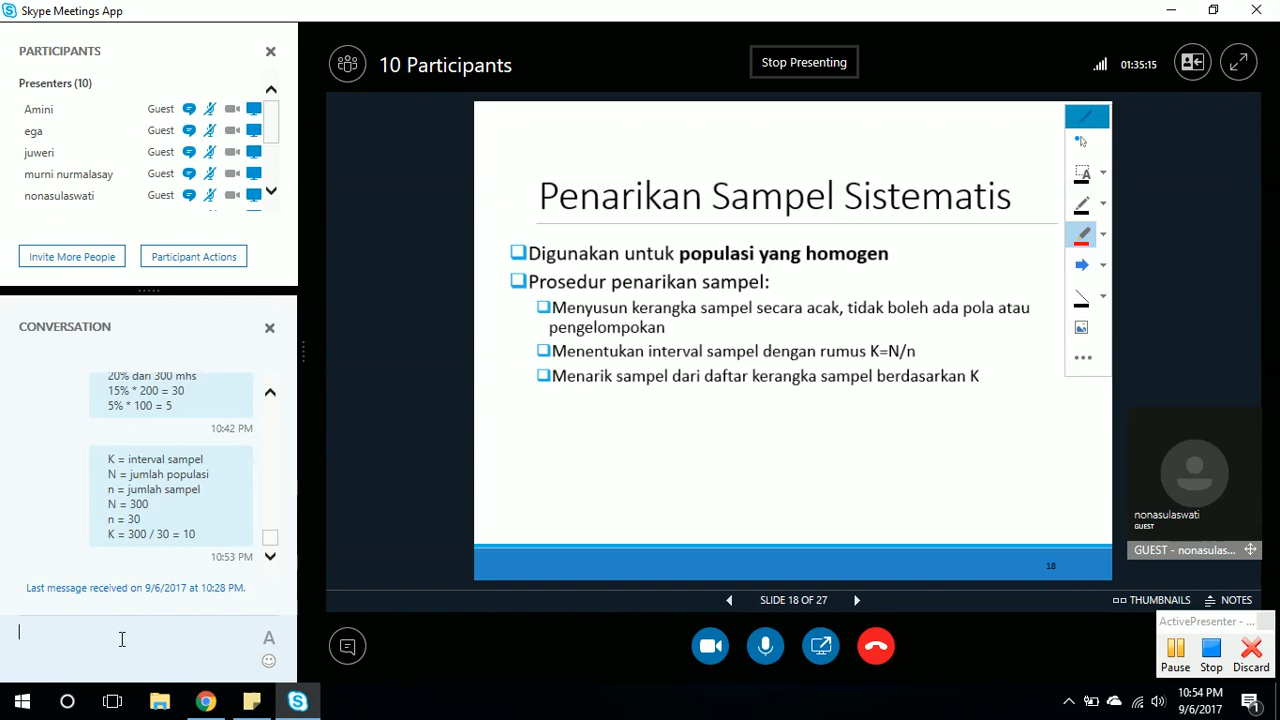 Skype Meetings App
PARTICIPANTS
Presenters (10)
Amini Guest
ega Guest
juweri Guest
murni nurmalasay Guest
nonasulaswati Guest
Invite More People
Participant Actions
CONVERSATION
20% dari 300 mhs
15% * 200 = 30
5% * 100 = 5
10:42 PM
K = interval sampel
N = jumlah populasi
n = jumlah sampel
N = 300
n = 30
K = 300 / 30 = 10
10:53 PM
Last message received on 9/6/2017 at 10:28 PM.
A
10 Participants
Stop Presenting
01:35:15
Penarikan Sampel Sistematis
Digunakan untuk populasi yang homogen
Prosedur penarikan sampel:
Menyusun kerangka sampel secara acak, tidak boleh ada pola atau
pengelompokan
Menentukan interval sampel dengan rumus K=N/n
Menarik sampel dari daftar kerangka sampel berdasarkan K
18
A
nonasulaswati
GUEST
GUEST - nonasulas...
SLIDE 18 OF 27
THUMBNAILS
NOTES
ActivePresenter - ...
Pause
Stop
Discard
10:54 PM
9/6/2017
1